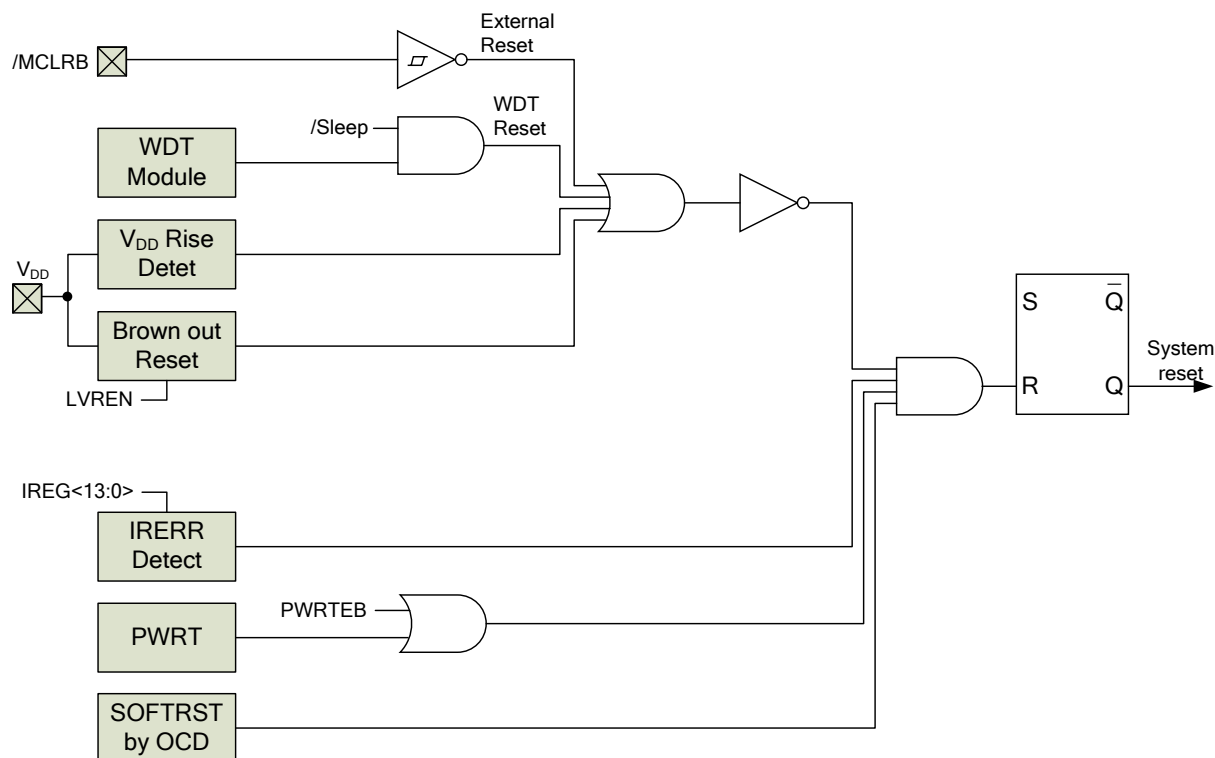 /MCLRB
External
Reset
/Sleep
WDT
Reset
WDT
Module
VDD
VDD Rise
Detet
Brown out
Reset
LVREN
S
Q
R
Q
System
reset
IREG<13:0>
IRERR
Detect
PWRTEB
PWRT
SOFTRST
by OCD